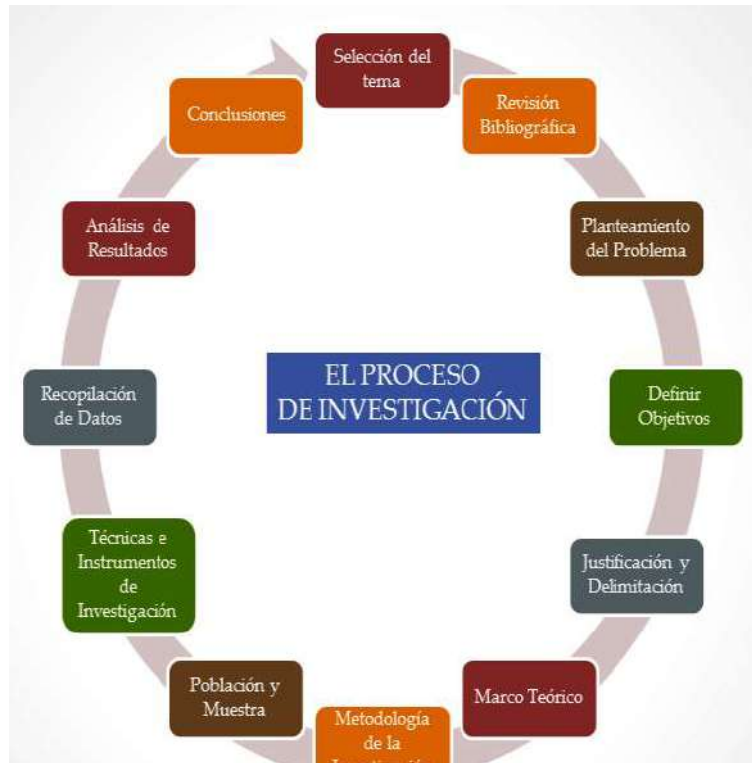 Selección del
tema
Revisión
Bibliográfica
Planteamiento
del Problema
Definir
Objetivos
Justificación y
Delimitación
Marco Teórico
Metodología
de la
Población y
Muestra
Técnicas e
Instrumentos
de
Investigación
Recopilación
de Datos
Análisis de
Resultados
Conclusiones
EL PROCESO
DE INVESTIGACIÓN